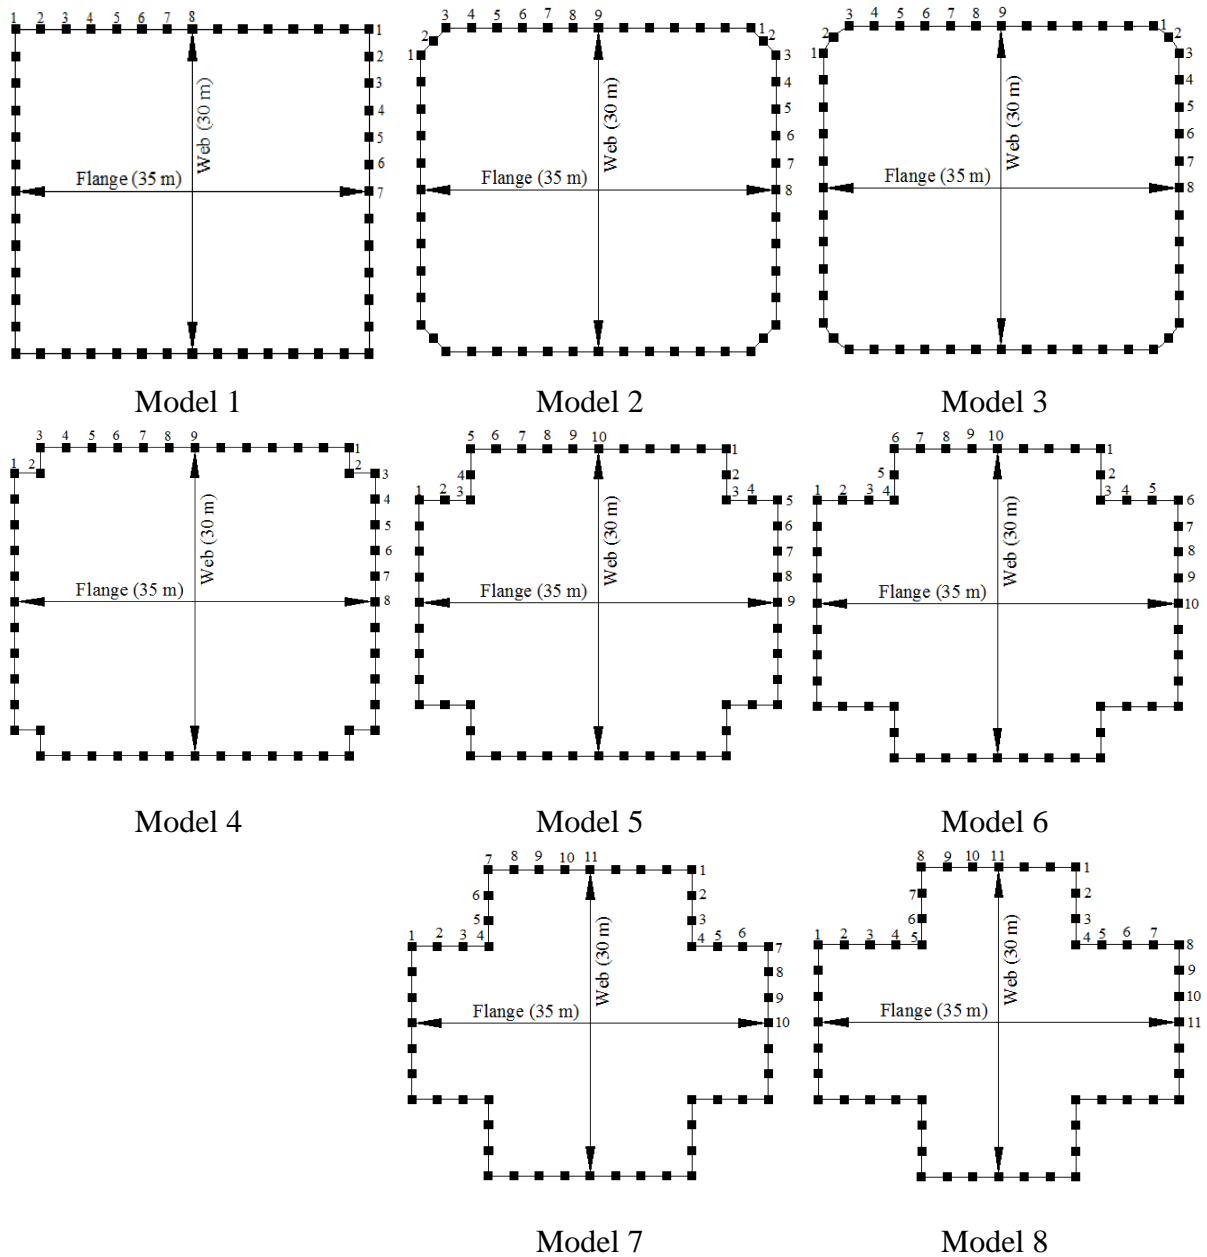 1 2 3 4 5 6 7 8 1
2
3
4
5
6
7
Web (30 m)
Flange (35 m)
Model 1
1 2 3 4 5 6 7 8 9 1
2
3
4
5
6
7
8
Web (30 m)
Flange (35 m)
Model 2
1 2 3 4 5 6 7 8 9 1
2
3
4
5
6
7
8
Web (30 m)
Flange (35 m)
Model 3
1 2 3 4 5 6 7 8 9 1
2
3
4
5
6
7
8
Web (30 m)
Flange (35 m)
Model 4
1 2 3 4 5 6 7 8 9 10 1
2
3 4 5
6
7
8
9
Web (30 m)
Flange (35 m)
Model 5
1 2 3 4 5 6 7 8 9 10 1
2
3 4 5 6
7
8
9
10
Web (30 m)
Flange (35 m)
Model 6
1 2 3 4 5 6 7 8 9 10 11 1
2
3
4 5 6 7
8
9
10
Web (30 m)
Flange (35 m)
Model 7
1 2 3 4 5 6 7 8 9 10 11 1
2
3
4 5 6 7 8
9
10
11
Web (30 m)
Flange (35 m)
Model 8